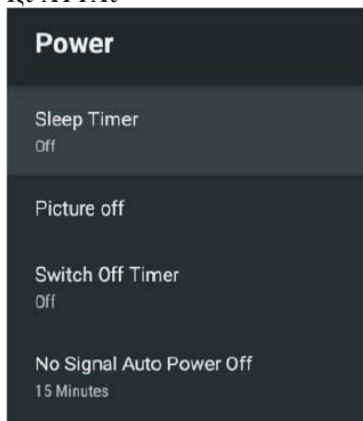 Power
Sleep Timer
Off
Picture off
Switch Off Timer
Off
No Signal Auto Power Off
15 Minutes